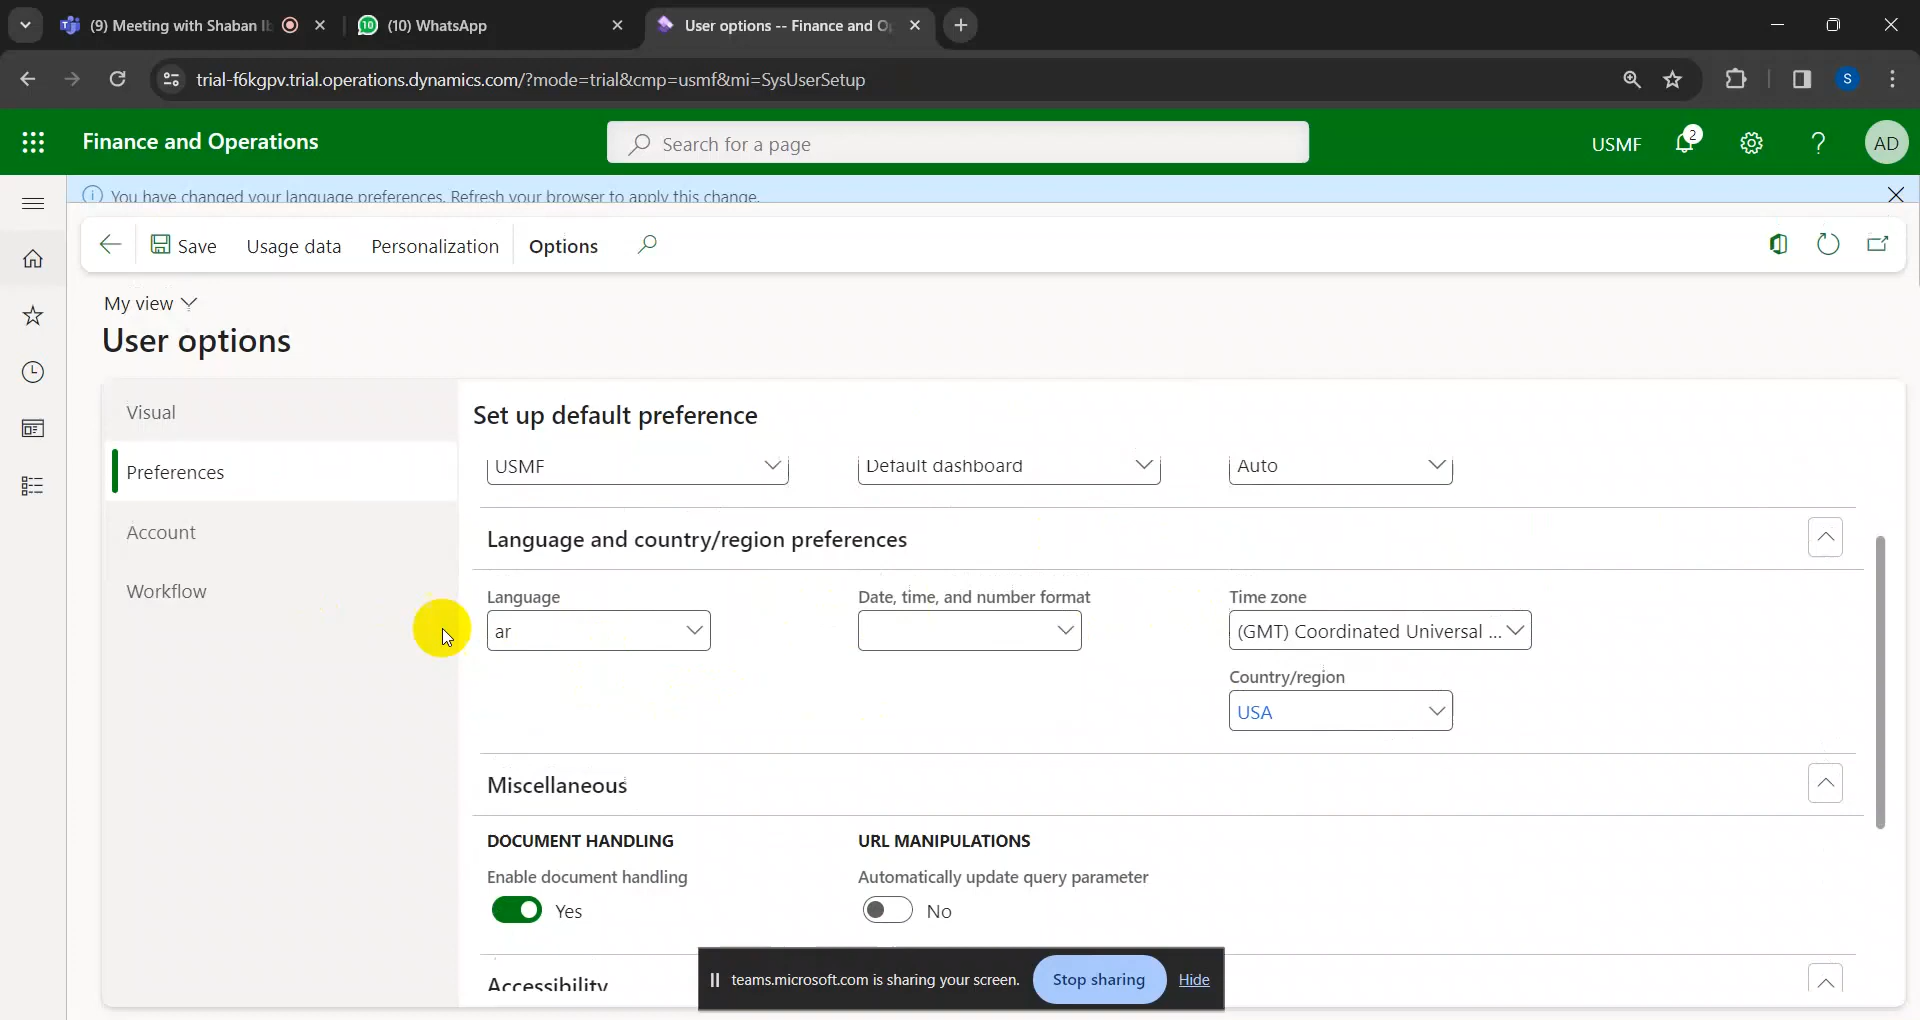 (9) Meeting with Shaban Ib
(10) WhatsApp
User options -- Finance and O
trial-f6kgpv.trial.operations.dynamics.com/?mode=trial&cmp=usmf&mi=SysUserSetup
S
Finance and Operations
Search for a page
USMF
2
?
AD
You have changed your language preferences. Refresh your browser to apply this change.
Save
Usage data
Personalization
Options
My view
User options
Visual
Preferences
Account
Workflow
Set up default preference
USMF
Default dashboard
Auto
Language and country/region preferences
Language
Date, time, and number format
Time zone
ar
(GMT) Coordinated Universal ...
Country/region
USA
Miscellaneous
DOCUMENT HANDLING
URL MANIPULATIONS
Enable document handling
Automatically update query parameter
Yes
No
Accessibility
teams.microsoft.com is sharing your screen.
Stop sharing
Hide